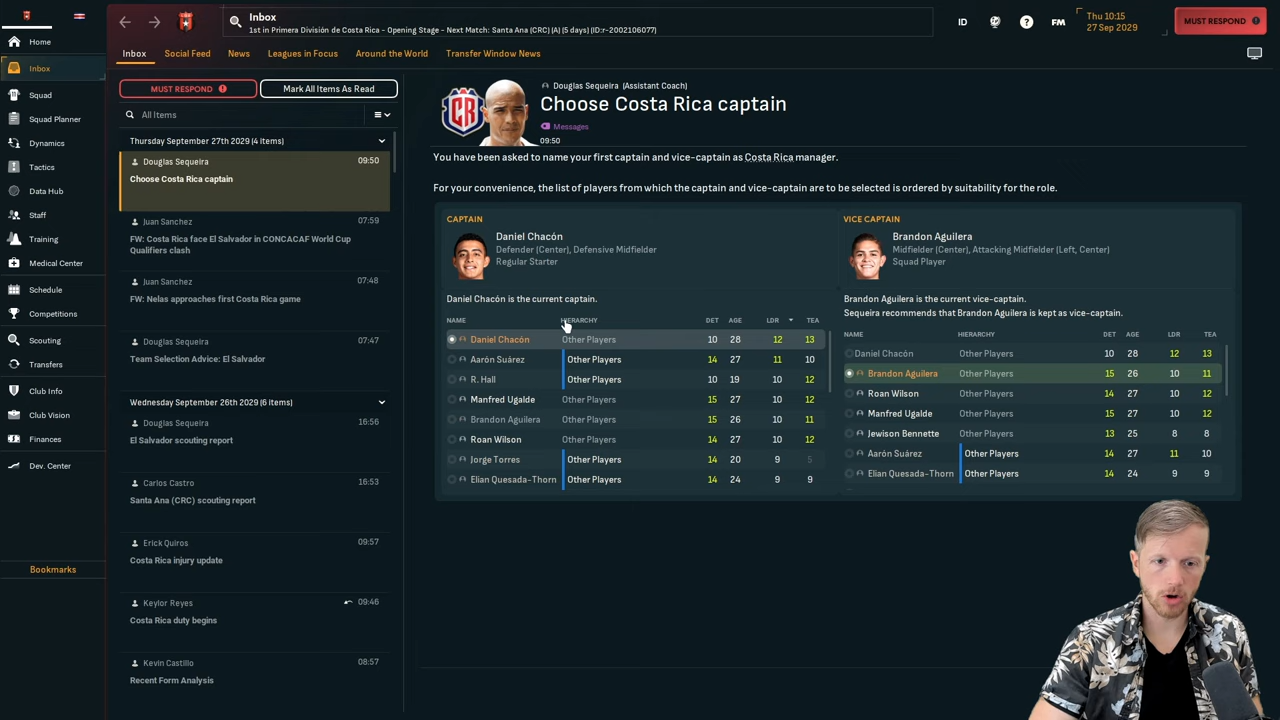 Inbox
1st in Primera División de Costa Rica - Opening Stage - Next Match: Santa Ana (CRC) (A) (5 days) (ID:r-2002106077)
ID
?
FM
Thu 10:15
27 Sep 2029
MUST RESPOND
Home
Inbox
Squad
Squad Planner
Dynamics
Tactics
Data Hub
Staff
Training
Medical Center
Schedule
Competitions
Scouting
Transfers
Club Info
Club Vision
Finances
Dev. Center
Bookmarks
Inbox Social Feed News Leagues in Focus Around the World Transfer Window News
MUST RESPOND Mark All Items As Read
All Items
Thursday September 27th 2029 (4 items)
Douglas Sequeira 09:50
Choose Costa Rica captain
Juan Sanchez 07:59
FW: Costa Rica face El Salvador in CONCACAF World Cup
Qualifiers clash
Juan Sanchez 07:48
FW: Nelas approaches first Costa Rica game
Douglas Sequeira 07:47
Team Selection Advice: El Salvador
Wednesday September 26th 2029 (6 items)
Douglas Sequeira 16:56
El Salvador scouting report
Carlos Castro 16:53
Santa Ana (CRC) scouting report
Erick Quiros 09:57
Costa Rica injury update
Keylor Reyes 09:46
Costa Rica duty begins
Kevin Castillo 08:57
Recent Form Analysis
CR
Douglas Sequeira (Assistant Coach)
Choose Costa Rica captain
Messages
09:50
You have been asked to name your first captain and vice-captain as Costa Rica manager.
For your convenience, the list of players from which the captain and vice-captain are to be selected is ordered by suitability for the role.
CAPTAIN
Daniel Chacón
Defender (Center), Defensive Midfielder
Regular Starter
Daniel Chacón is the current captain.
NAME HIERARCHY DET AGE LDR TEA
Daniel Chacón Other Players 10 28 12 13
Aarón Suárez Other Players 14 27 11 10
R. Hall Other Players 10 19 10 12
Manfred Ugalde Other Players 15 27 10 12
Brandon Aguilera Other Players 15 26 10 11
Roan Wilson Other Players 14 27 10 12
Jorge Torres Other Players 14 20 9 5
Elian Quesada-Thorn Other Players 14 24 9 9
VICE CAPTAIN
Brandon Aguilera
Midfielder (Center), Attacking Midfielder (Left, Center)
Squad Player
Brandon Aguilera is the current vice-captain.
Sequeira recommends that Brandon Aguilera is kept as vice-captain.
NAME HIERARCHY DET AGE LDR TEA
Daniel Chacón Other Players 10 28 12 13
Brandon Aguilera Other Players 15 26 10 11
Roan Wilson Other Players 14 27 10 12
Manfred Ugalde Other Players 15 27 10 12
Jewison Bennette Other Players 13 25 8 8
Aarón Suárez Other Players 14 27 11 10
Elian Quesada-Thorn Other Players 14 24 9 9